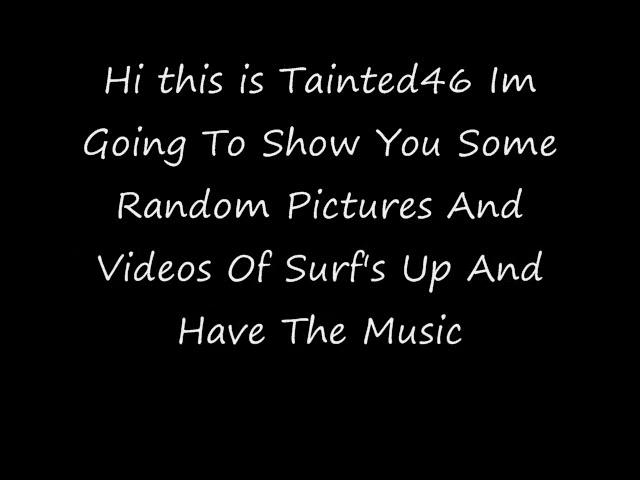 Hi this is Tainted46 Im
Going To Show You Some
Random Pictures And
Videos Of Surf's Up And
Have The Music